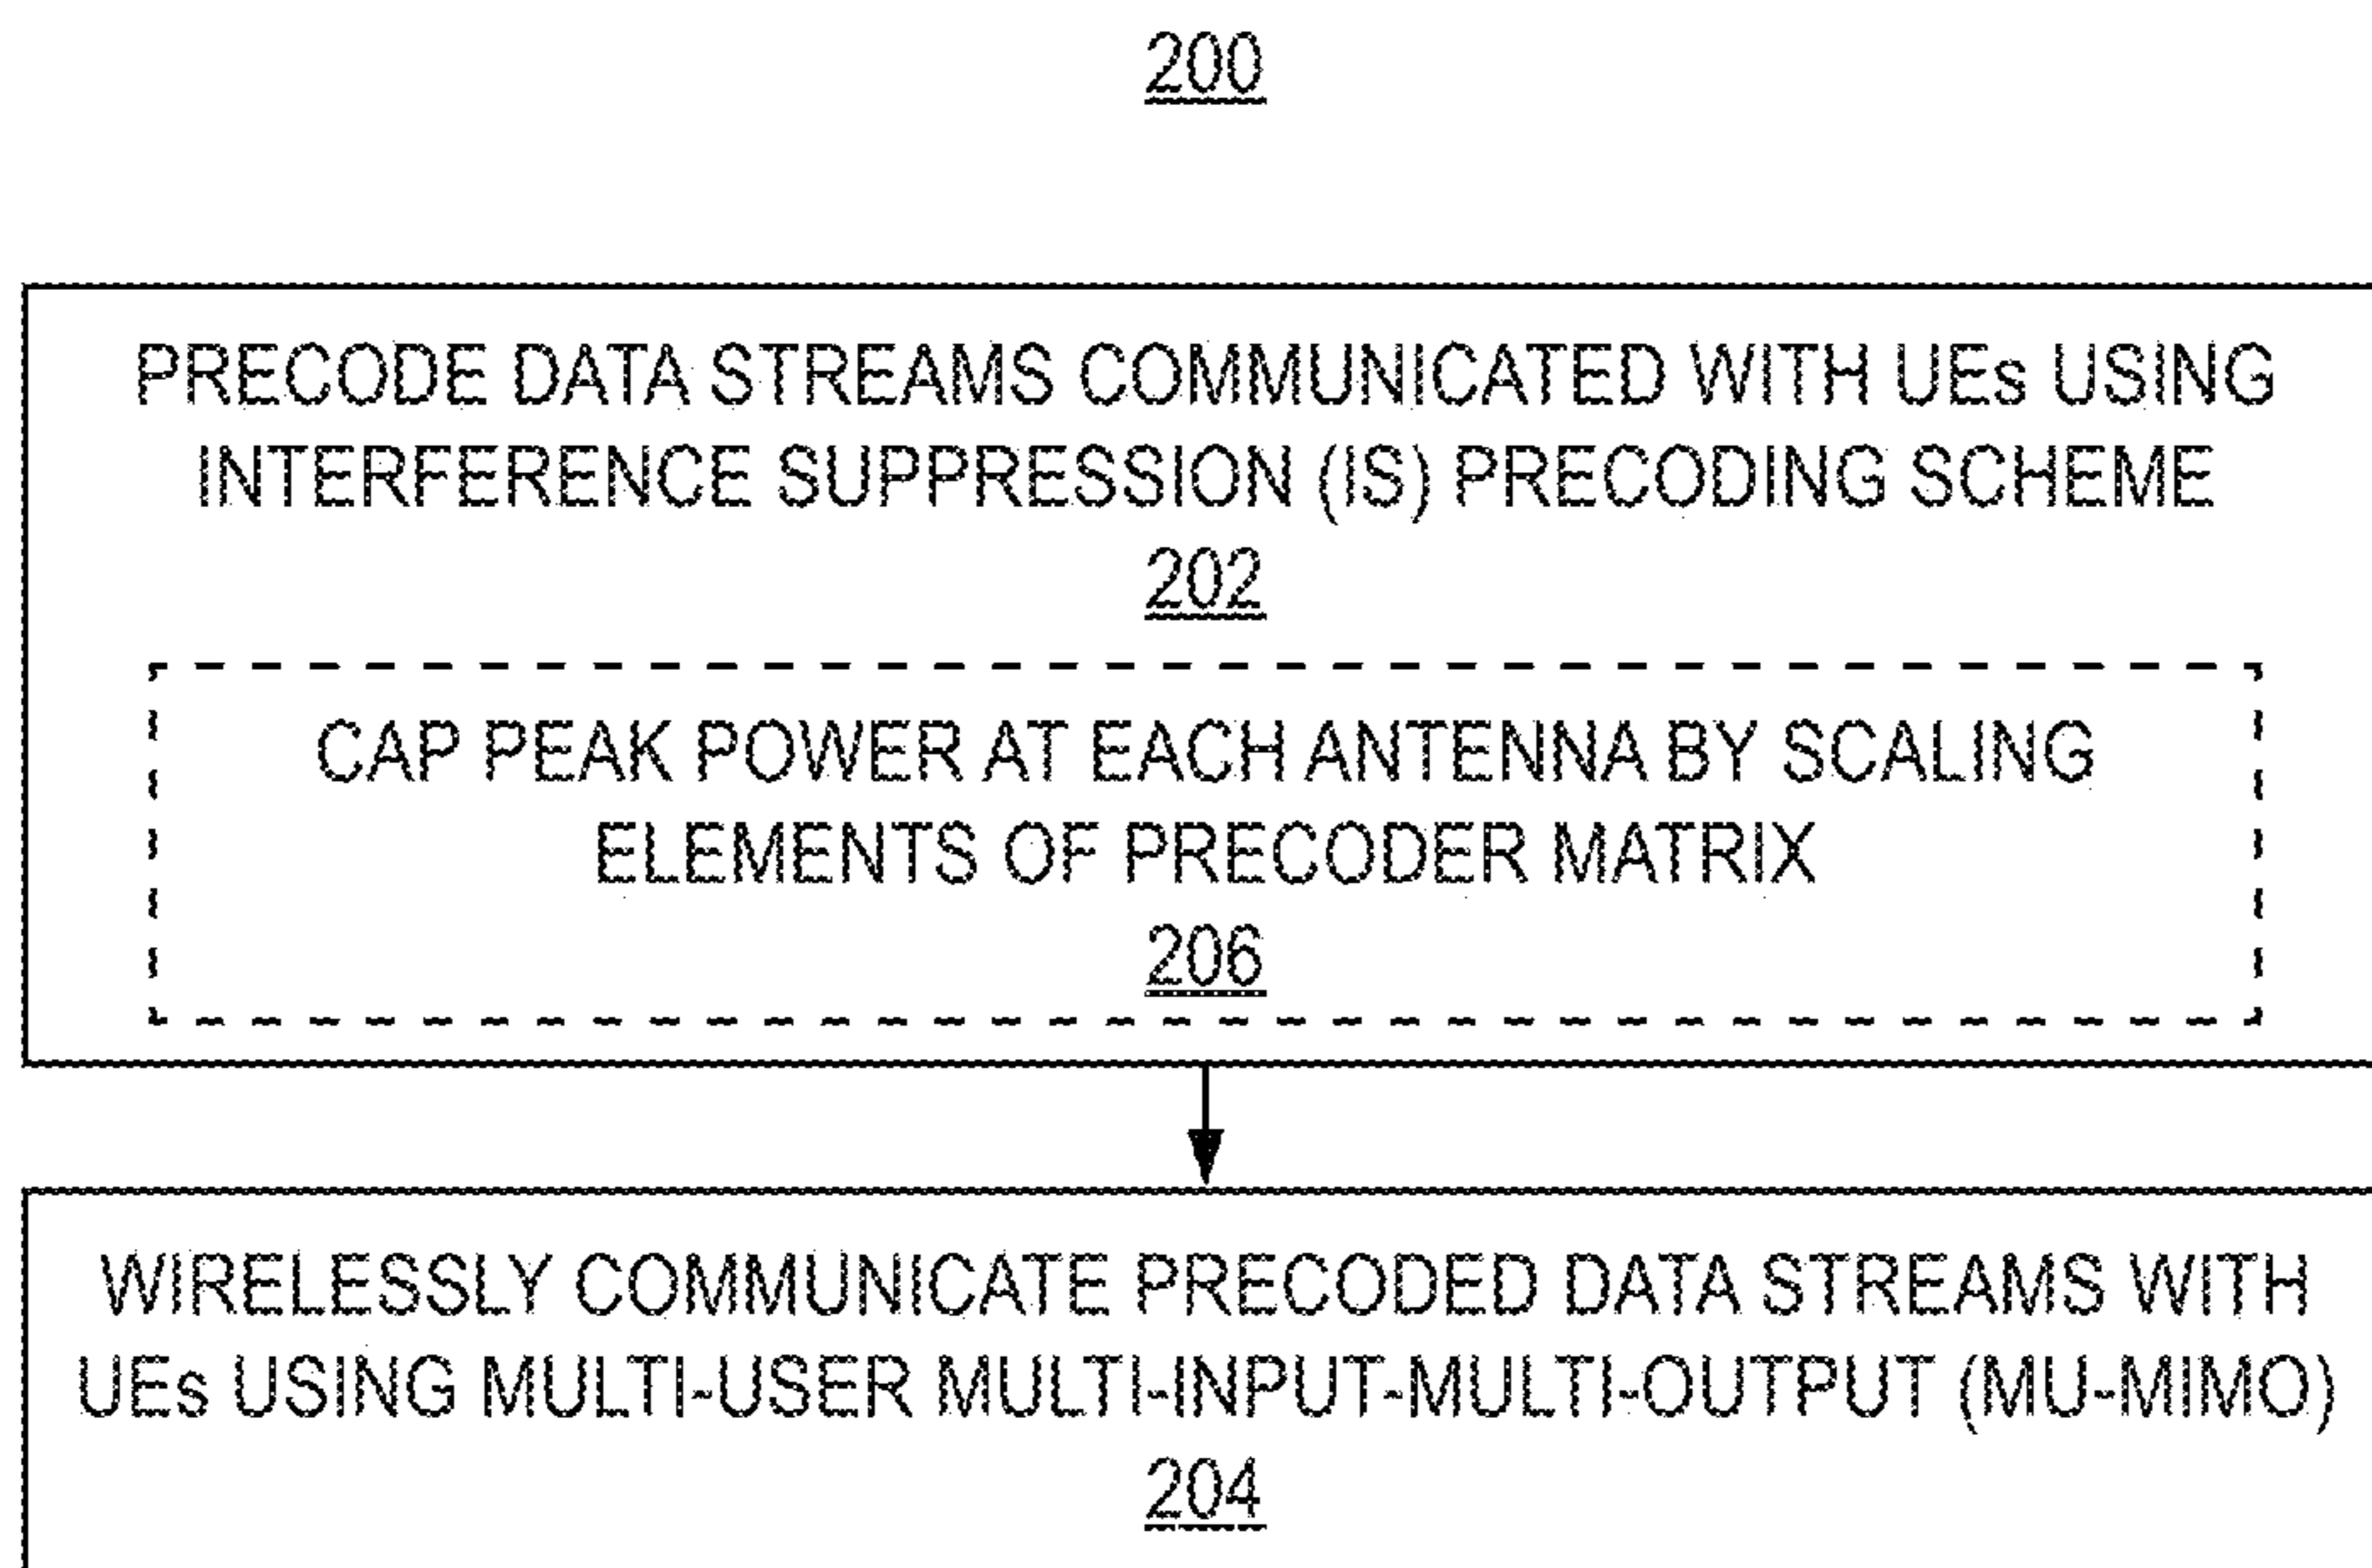 200
PRECODE DATA STREAMS COMMUNICATED WITH UEs USING
INTERFERENCE SUPPRESSION (IS) PRECODING SCHEME
202
CAP PEAK POWER AT EACH ANTENNA BY SCALING
ELEMENTS OF PRECODER MATRIX
206
WIRELESSLY COMMUNICATE PRECODED DATA STREAMS WITH
UEs USING MULTI-USER MULTI-INPUT-MULTI-OUTPUT (MU-MIMO)
204